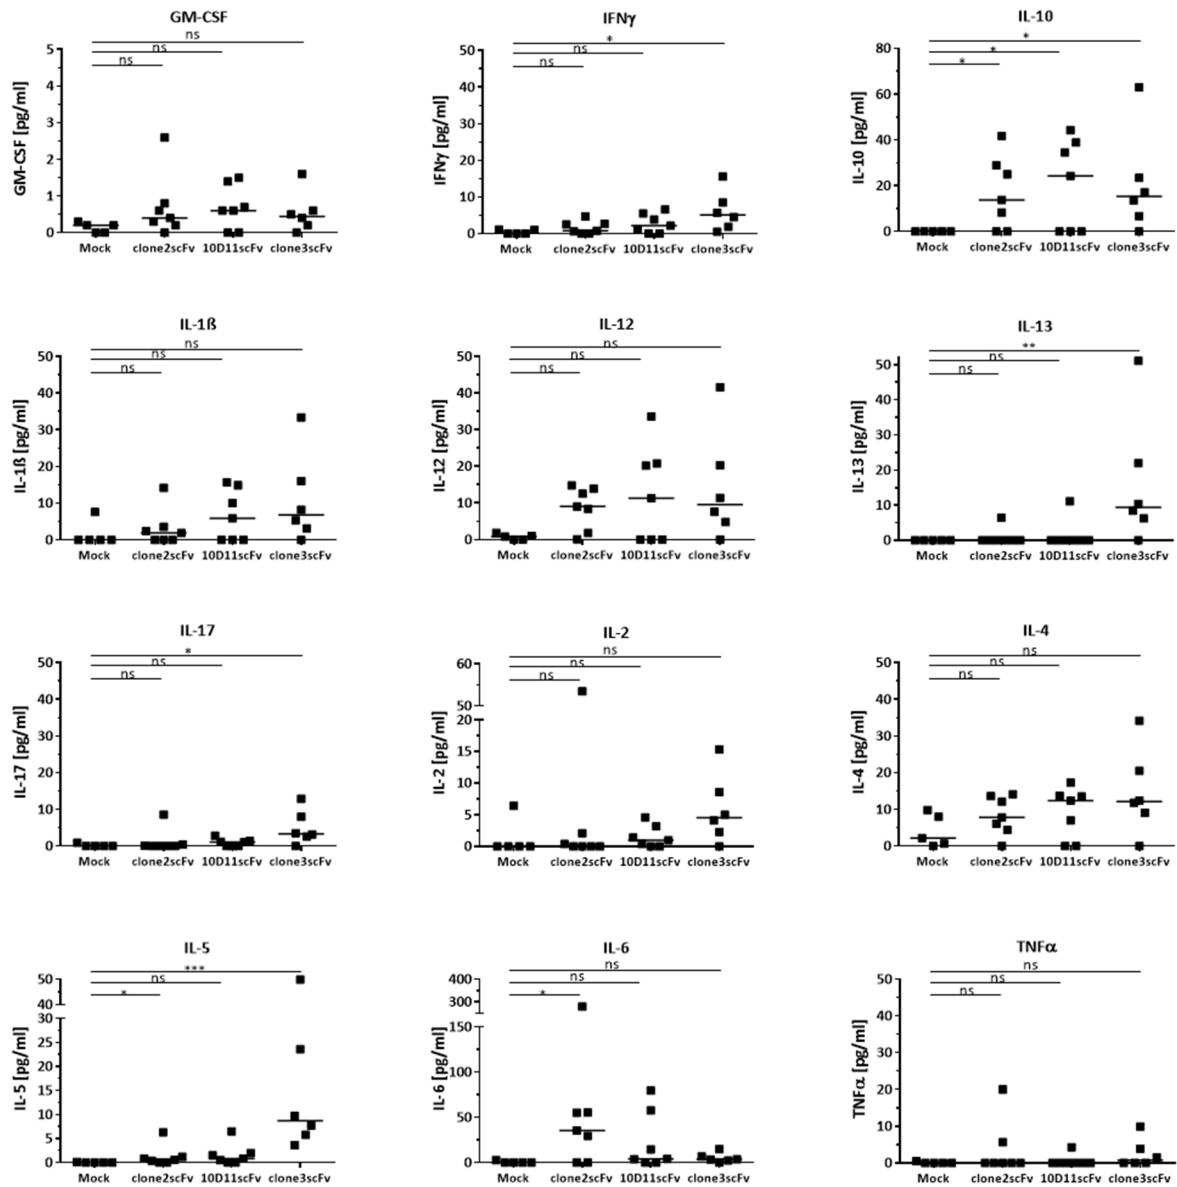 GM-CSF
ns
ns
ns
GM-CSF [pg/ml]
5
4
3
2
1
0
Mock clone2scFv 10D11scFv clone3scFv
IFNγ
*
ns
ns
IFNγ [pg/ml]
50
40
30
20
10
0
Mock clone2scFv 10D11scFv clone3scFv
IL-10
*
*
*
IL-10 [pg/ml]
80
60
40
20
0
Mock clone2scFv 10D11scFv clone3scFv
IL-1ß
ns
ns
ns
IL-1ß [pg/ml]
50
40
30
20
10
0
Mock clone2scFv 10D11scFv clone3scFv
IL-12
ns
ns
ns
IL-12 [pg/ml]
50
40
30
20
10
0
Mock clone2scFv 10D11scFv clone3scFv
IL-13
**
ns
ns
IL-13 [pg/ml]
50
40
30
20
10
0
Mock clone2scFv 10D11scFv clone3scFv
IL-17
*
ns
ns
IL-17 [pg/ml]
50
40
30
20
10
0
Mock clone2scFv 10D11scFv clone3scFv
IL-2
ns
ns
ns
IL-2 [pg/ml]
60
50
20
15
10
5
0
Mock clone2scFv 10D11scFv clone3scFv
IL-4
ns
ns
ns
IL-4 [pg/ml]
50
40
30
20
10
0
Mock clone2scFv 10D11scFv clone3scFv
IL-5
***
ns
*
IL-5 [pg/ml]
50
40
30
25
20
15
10
5
0
Mock clone2scFv 10D11scFv clone3scFv
IL-6
ns
ns
*
IL-6 [pg/ml]
400
300
150
100
50
0
Mock clone2scFv 10D11scFv clone3scFv
TNFα
ns
ns
ns
TNFα [pg/ml]
50
40
30
20
10
0
Mock clone2scFv 10D11scFv clone3scFv